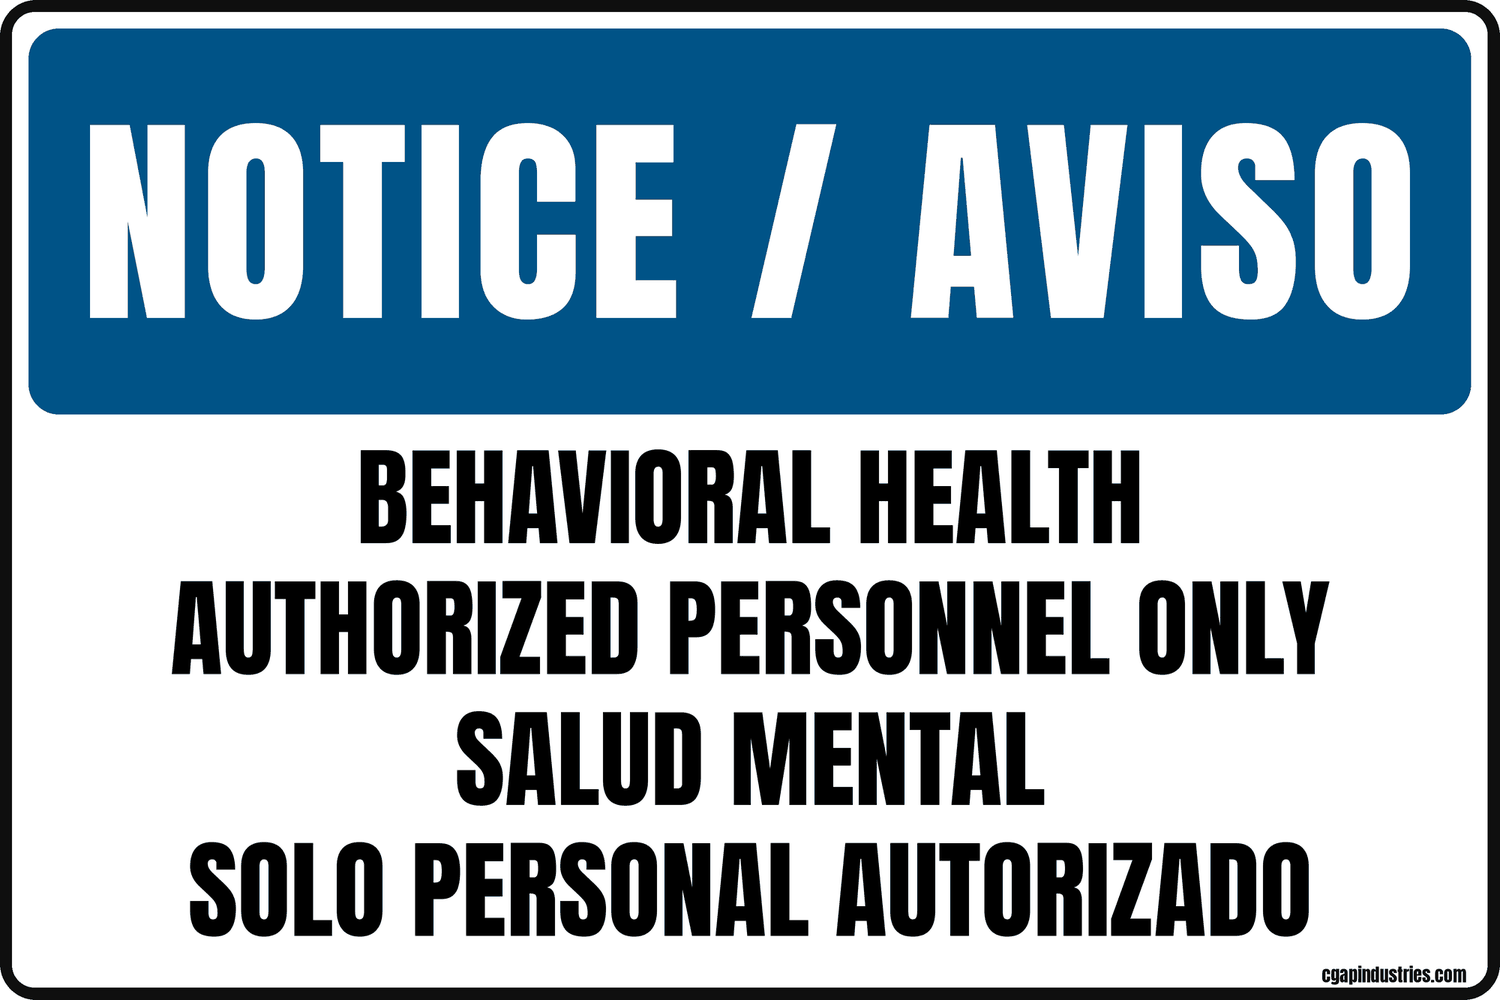 NOTICE / AVISO
BEHAVIORAL HEALTH
AUTHORIZED PERSONNEL ONLY
SALUD MENTAL
SOLO PERSONAL AUTORIZADO
cgapindustries.com